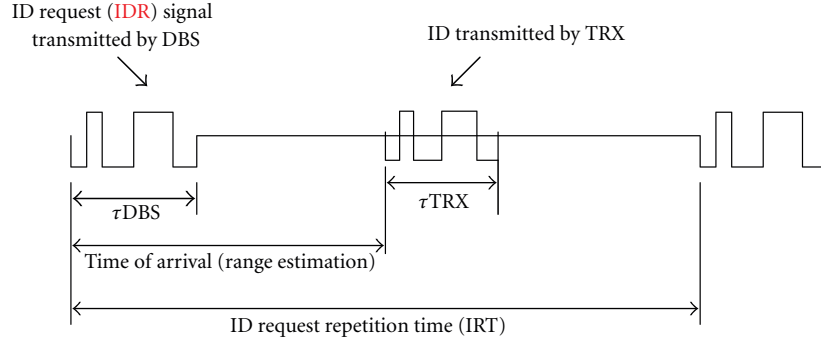 ID request (IDR) signal
transmitted by DBS
ID transmitted by TRX
τDBS
τTRX
Time of arrival (range estimation)
ID request repetition time (IRT)